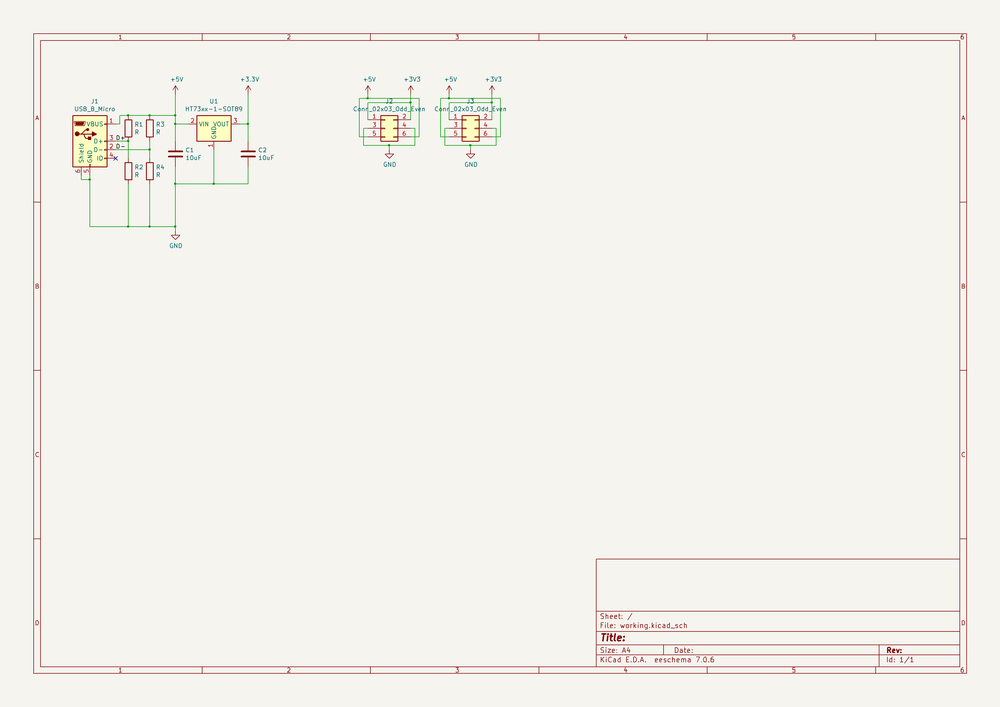 1 2 3 4 5 6
A
B
C
D
A
B
C
D
1 2 3 4 5 6
J1
USB_B_Micro
VBUS 1
D+ 3
D- 2
ID 4
Shield
GND
6 5
D+
D-
R1
R
R3
R
R2
R
R4
R
+5V
+3.3V
U1
HT73xx-1-SOT89
2 VIN VOUT 3
GND
1
C1
10uF
C2
10uF
GND
+5V
+3V3
J2
Conn_02x03_Odd_Even
1 2
3 4
5 6
GND
+5V
+3V3
J3
Conn_02x03_Odd_Even
1 2
3 4
5 6
GND
Sheet: /
File: working.kicad_sch
Title:
Size: A4 Date: Rev:
KiCad E.D.A. eeschema 7.0.6 Id: 1/1